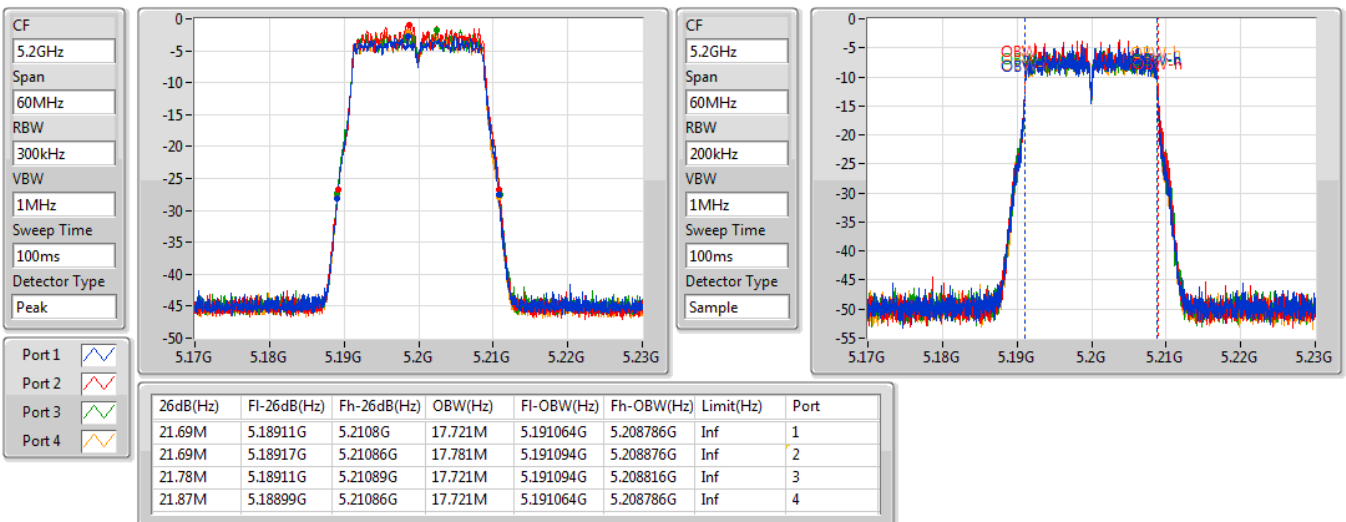 CF
5.2GHz
Span
60MHz
RBW
300kHz
VBW
1MHz
Sweep Time
100ms
Detector Type
Peak
0
-5
-10
-15
-20
-25
-30
-35
-40
-45
-50
5.17G 5.18G 5.19G 5.2G 5.21G 5.22G 5.23G
CF
5.2GHz
Span
60MHz
RBW
200kHz
VBW
1MHz
Sweep Time
100ms
Detector Type
Sample
0
-5
-10
-15
-20
-25
-30
-35
-40
-45
-50
-55
5.17G 5.18G 5.19G 5.2G 5.21G 5.22G 5.23G
Port 1
Port 2
Port 3
Port 4
26dB(Hz) Fl-26dB(Hz) Fh-26dB(Hz) OBW(Hz) Fl-OBW(Hz) Fh-OBW(Hz) Limit(Hz) Port
21.69M 5.18911G 5.2108G 17.721M 5.191064G 5.208786G Inf 1
21.69M 5.18917G 5.21086G 17.781M 5.191094G 5.208876G Inf 2
21.78M 5.18911G 5.21089G 17.721M 5.191094G 5.208816G Inf 3
21.87M 5.18899G 5.21086G 17.721M 5.191064G 5.208786G Inf 4